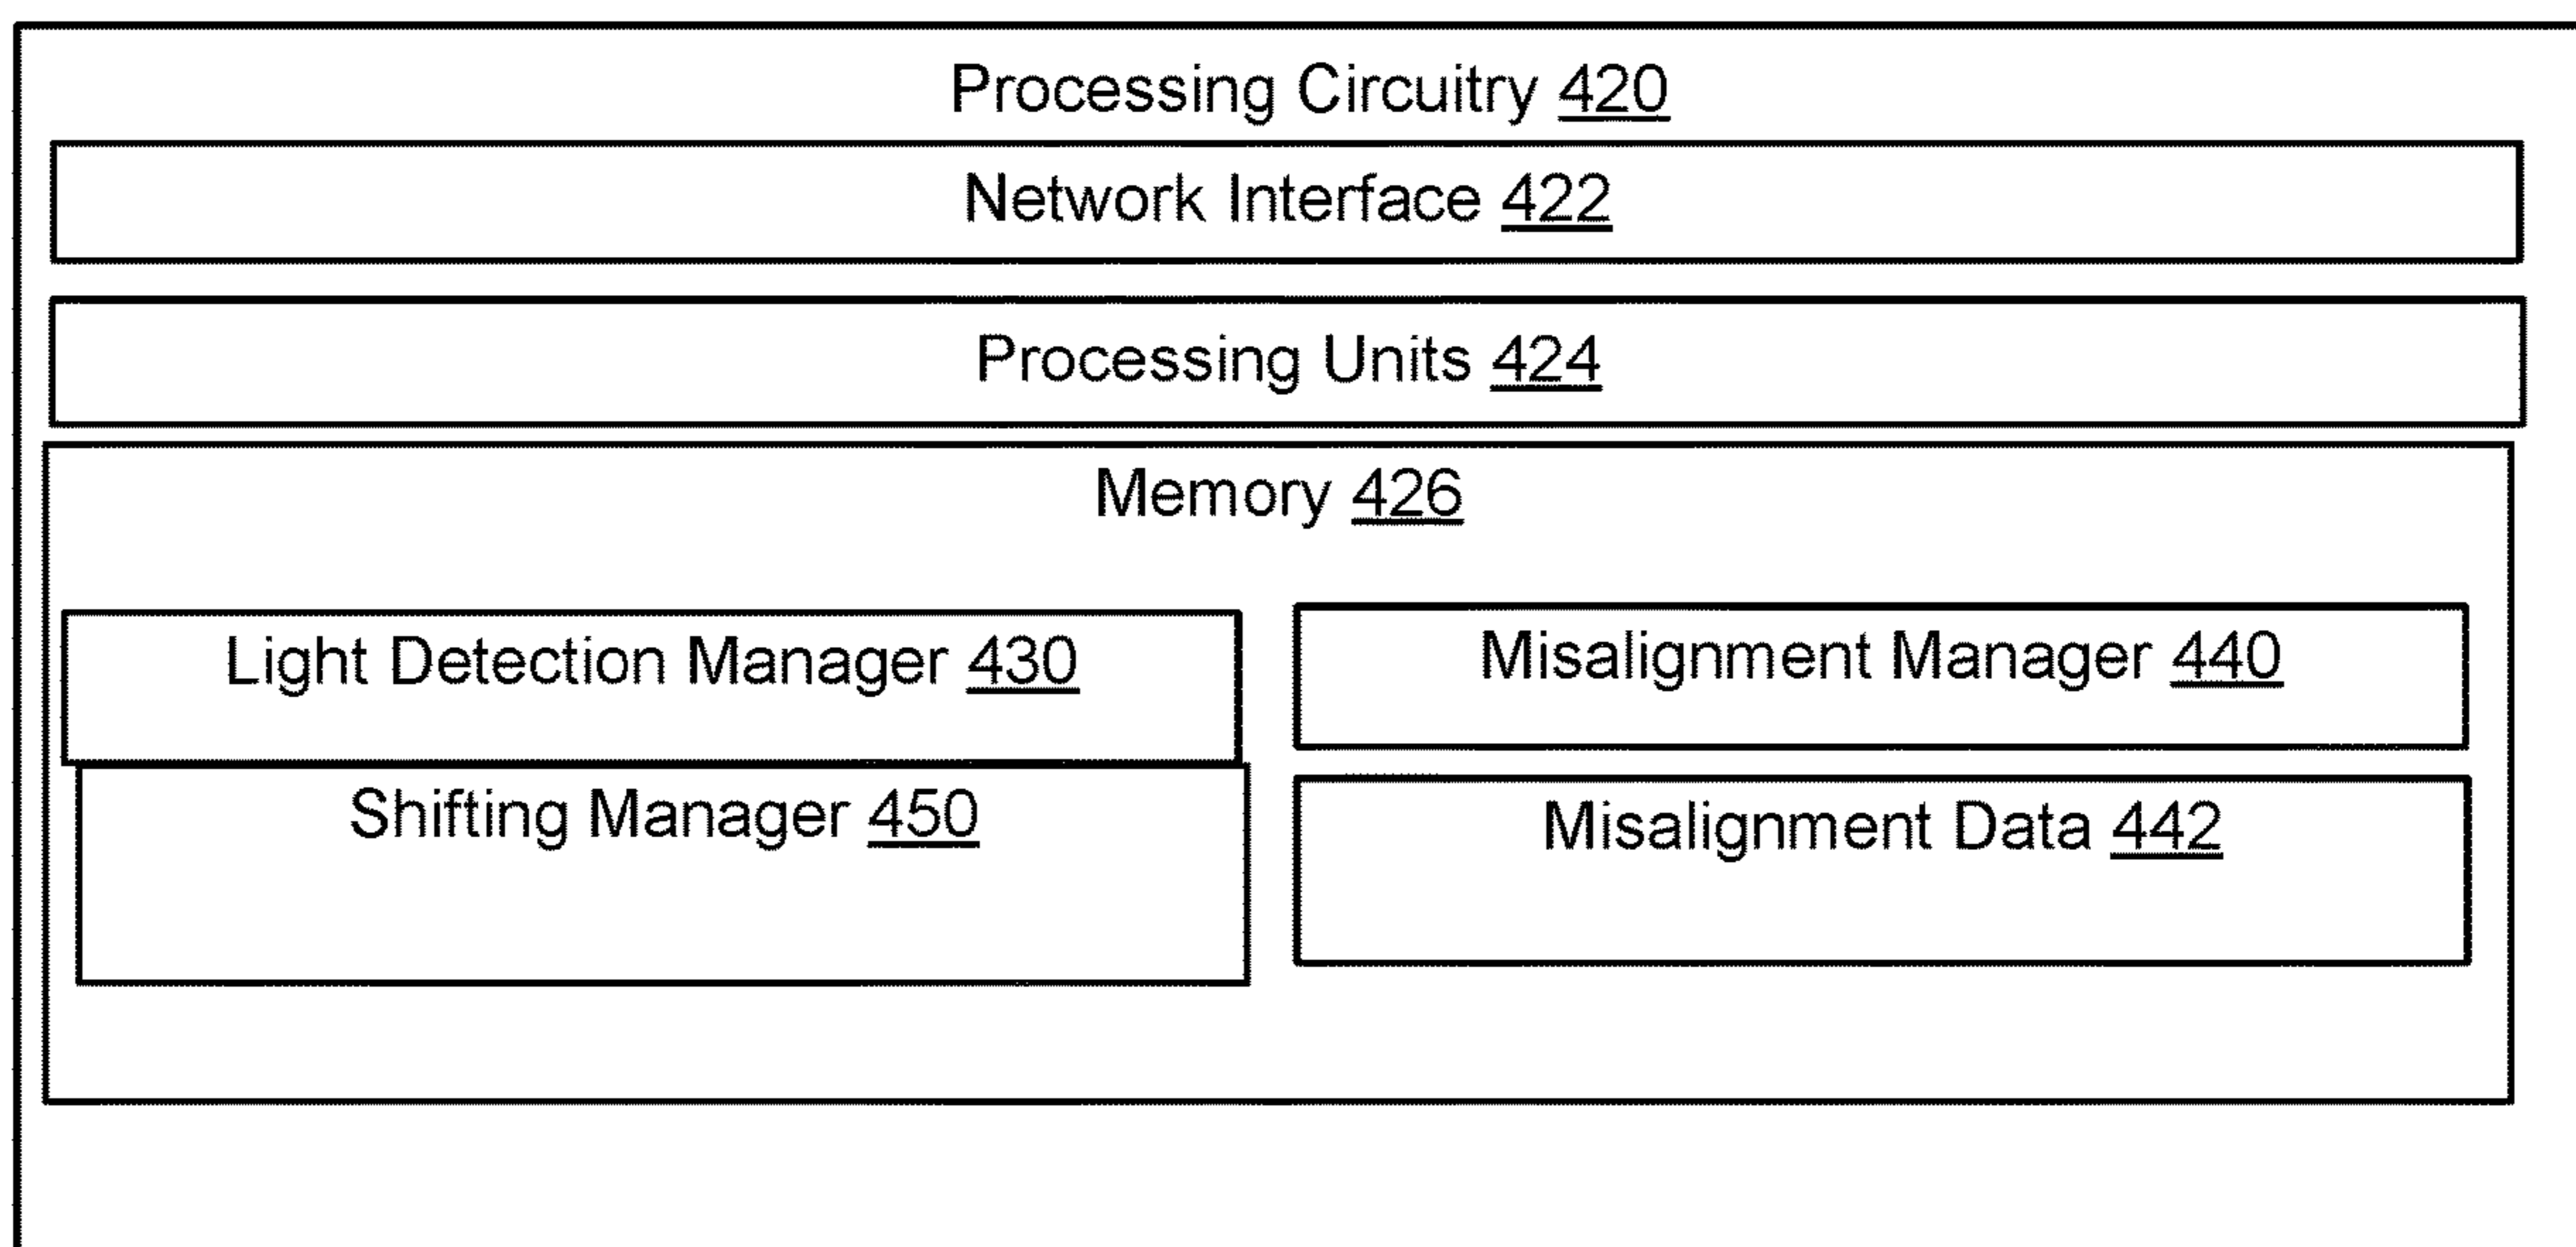 Processing Circuitry 420
Network Interface 422
Processing Units 424
Memory 426
Light Detection Manager 430
Misalignment Manager 440
Shifting Manager 450
Misalignment Data 442